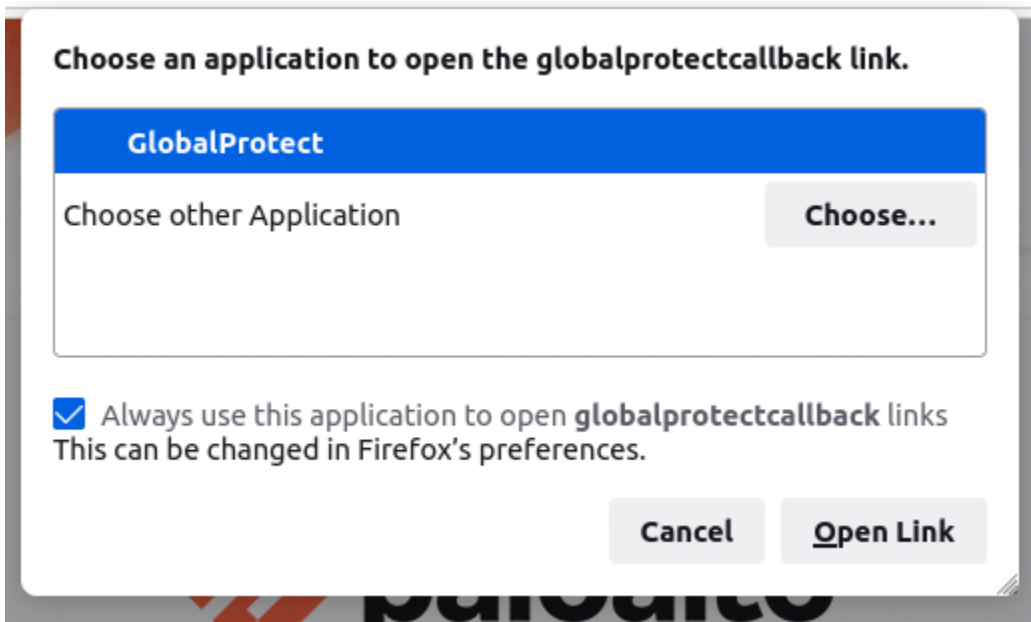 Choose an application to open the globalprotectcallback link.
GlobalProtect
Choose other Application
Choose...
Always use this application to open globalprotectcallback links
This can be changed in Firefox’s preferences.
Cancel
Open Link
paloalto